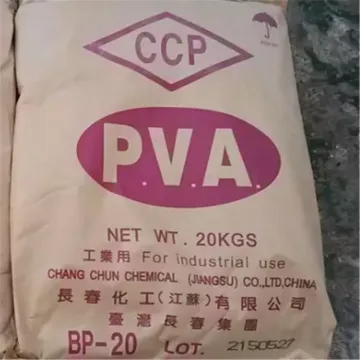 CCP
P.V.A.
NET WT. 20KGS
工業用 For industrial use
CHANG CHUN CHEMICAL (JIANGSU) CO.,LTD,CHINA
長春化工(江蘇)有限公司
臺灣長春集團
BP-20 LOT. 2150527